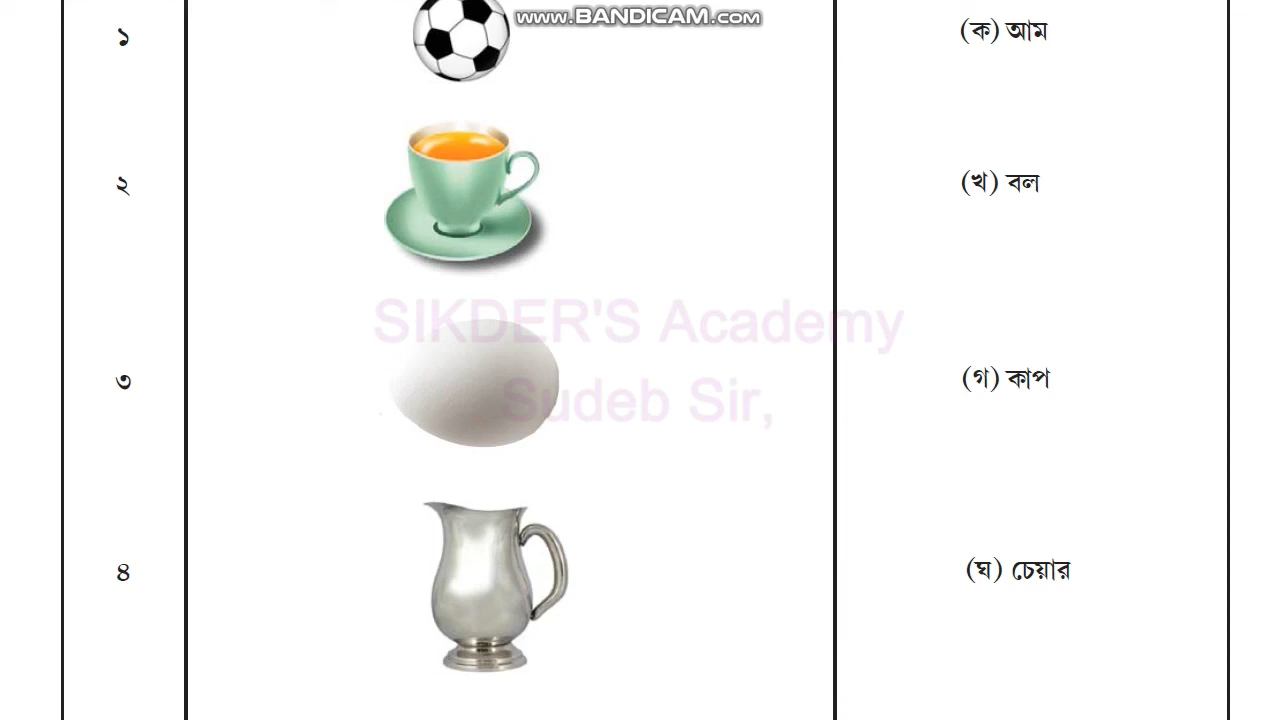 www.BANDICAM.com
১ (ক) আম
২ (খ) বল
SIKDER'S Academy
৩ (গ) কাপ
Sudeb Sir,
৪ (ঘ) চেয়ার